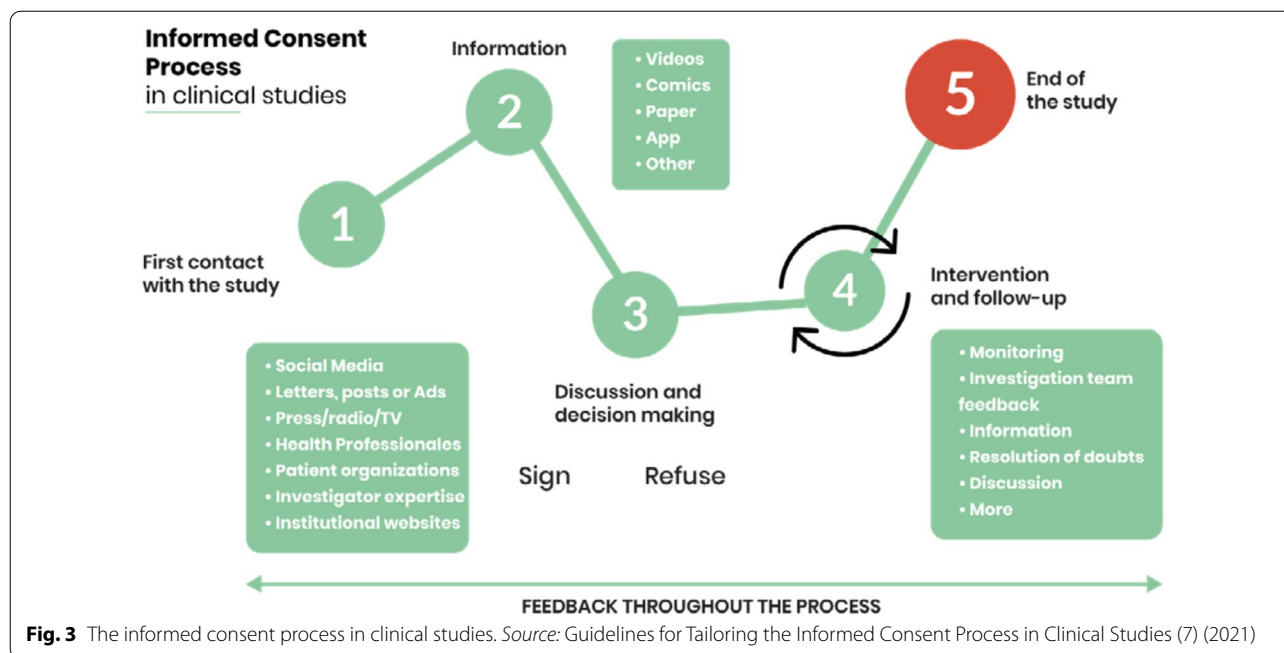 Informed Consent
Process
in clinical studies
1
First contact
with the study
• Social Media
• Letters, posts or Ads
• Press/radio/TV
• Health Professionales
• Patient organizations
• Investigator expertise
• Institutional websites
Information
2
• Videos
• Comics
• Paper
• App
• Other
3
Discussion and
decision making
Sign Refuse
4
Intervention
and follow-up
• Monitoring
• Investigation team
feedback
• Information
• Resolution of doubts
• Discussion
• More
5
End of
the study
FEEDBACK THROUGHOUT THE PROCESS
Fig. 3 The informed consent process in clinical studies. Source: Guidelines for Tailoring the Informed Consent Process in Clinical Studies (7) (2021)